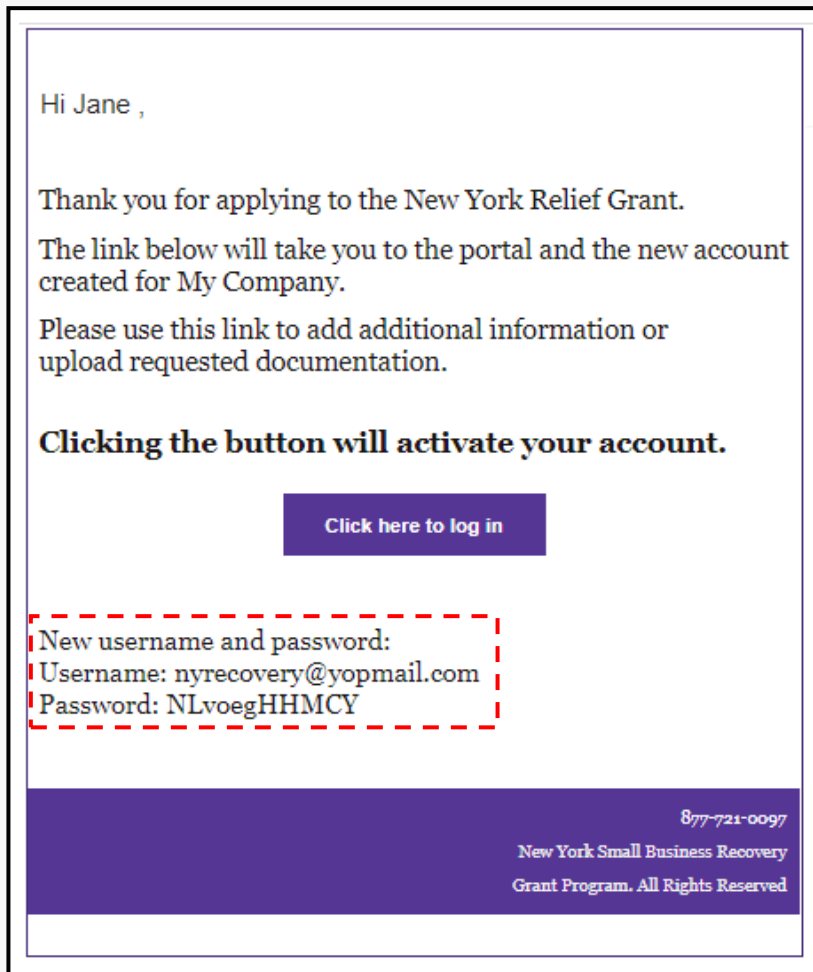 Hi Jane ,
Thank you for applying to the New York Relief Grant.
The link below will take you to the portal and the new account
created for My Company.
Please use this link to add additional information or
upload requested documentation.
Clicking the button will activate your account.
Click here to log in
New username and password:
Username: nyrecovery@yopmail.com
Password: NLvoegHHMCY
877-721-0097
New York Small Business Recovery
Grant Program. All Rights Reserved